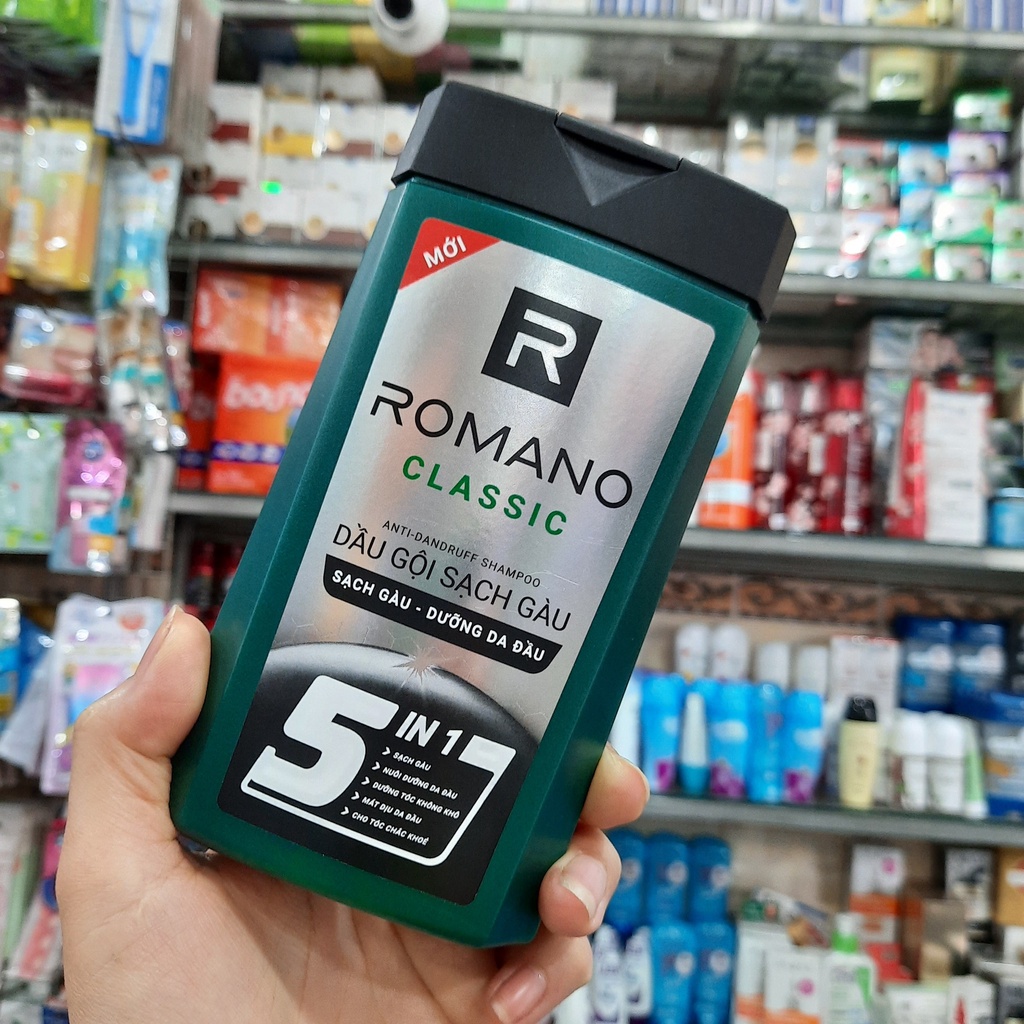 MỚI
R
ROMANO
CLASSIC
ANTI-DANDRUFF SHAMPOO
DẦU GỘI SẠCH GÀU
SẠCH GÀU - DƯỠNG DA ĐẦU
5 IN 1
SẠCH GÀU
NUÔI DƯỠNG DA ĐẦU
DƯỠNG TÓC KHÔNG KHÔ
MÁT DỊU DA ĐẦU
CHO TÓC CHẮC KHOẺ